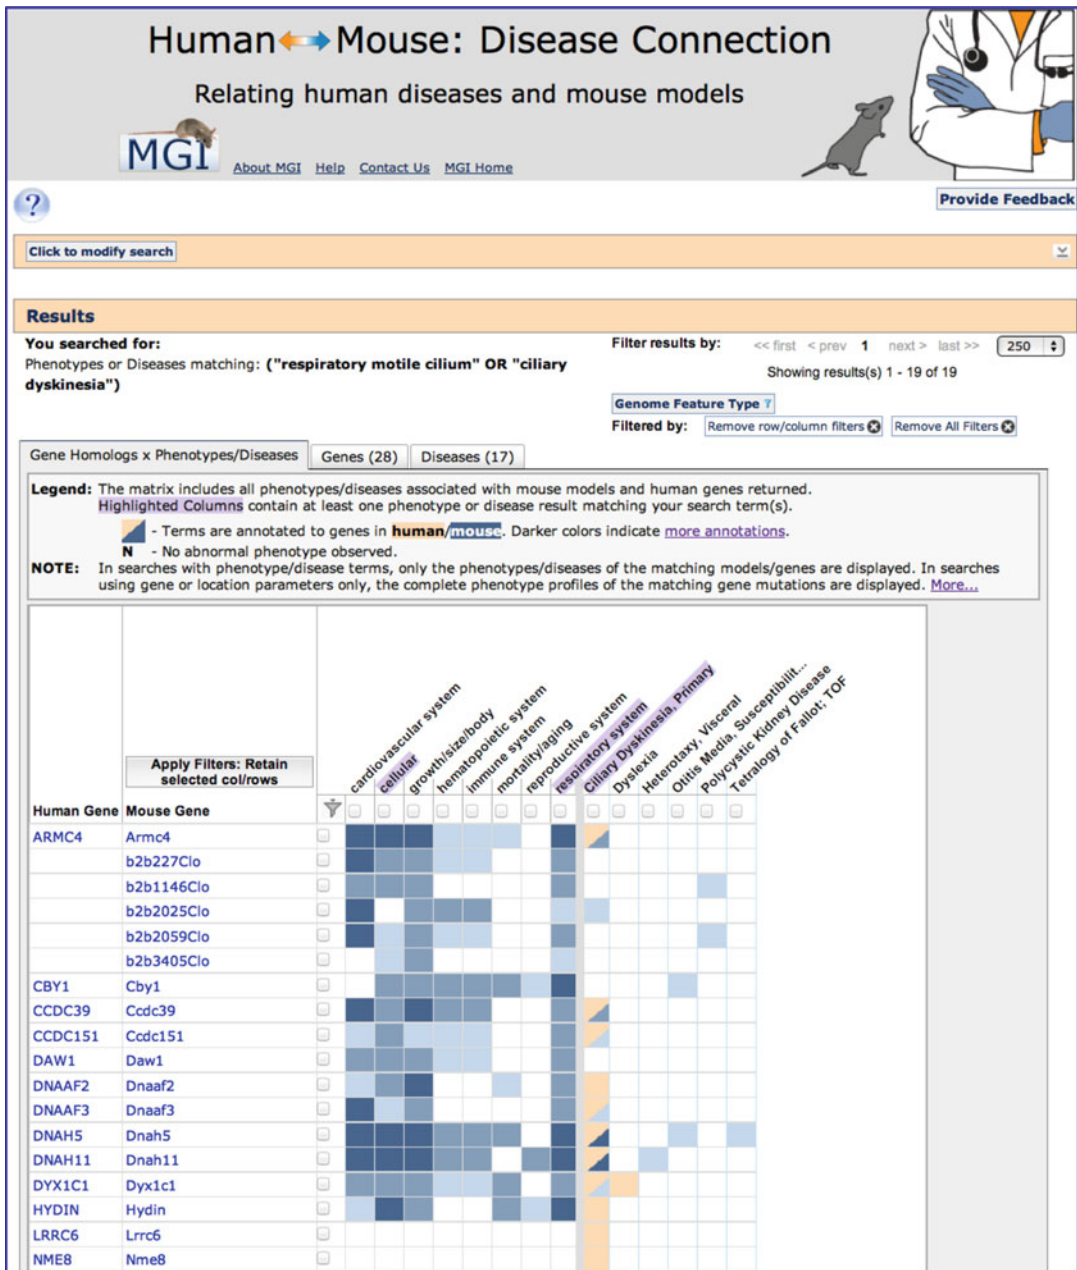 Human Mouse: Disease Connection
Relating human diseases and mouse models
MGI
About MGI Help Contact Us MGI Home
?
Provide Feedback
Click to modify search
Results
You searched for:
Phenotypes or Diseases matching: ("respiratory motile cilium" OR "ciliary
dyskinesia")
Filter results by: << first < prev 1 next > last >> 250
Showing results(s) 1 - 19 of 19
Genome Feature Type
Filtered by: Remove row/column filters Remove All Filters
Gene Homologs x Phenotypes/Diseases Genes (28) Diseases (17)
Legend: The matrix includes all phenotypes/diseases associated with mouse models and human genes returned.
Highlighted Columns contain at least one phenotype or disease result matching your search term(s).
- Terms are annotated to genes in human/mouse. Darker colors indicate more annotations.
N - No abnormal phenotype observed.
NOTE: In searches with phenotype/disease terms, only the phenotypes/diseases of the matching models/genes are displayed. In searches
using gene or location parameters only, the complete phenotype profiles of the matching gene mutations are displayed. More...
cardiovascular system
cellular
growth/size/body
hematopoietic system
immune system
mortality/aging
reproductive system
respiratory system
Ciliary Dyskinesia, Primary
Dyslexia
Heterotaxy, Visceral
Otitis Media, Susceptibilit...
Polycystic Kidney Disease
Tetralogy of Fallot; TOF
Apply Filters: Retain
selected col/rows
Human Gene Mouse Gene
ARMC4 Armc4
b2b227Clo
b2b1146Clo
b2b2025Clo
b2b2059Clo
b2b3405Clo
CBY1 Cby1
CCDC39 Ccdc39
CCDC151 Ccdc151
DAW1 Daw1
DNAAF2 Dnaaf2
DNAAF3 Dnaaf3
DNAH5 Dnah5
DNAH11 Dnah11
DYX1C1 Dyx1c1
HYDIN Hydin
LRRC6 Lrrc6
NME8 Nme8